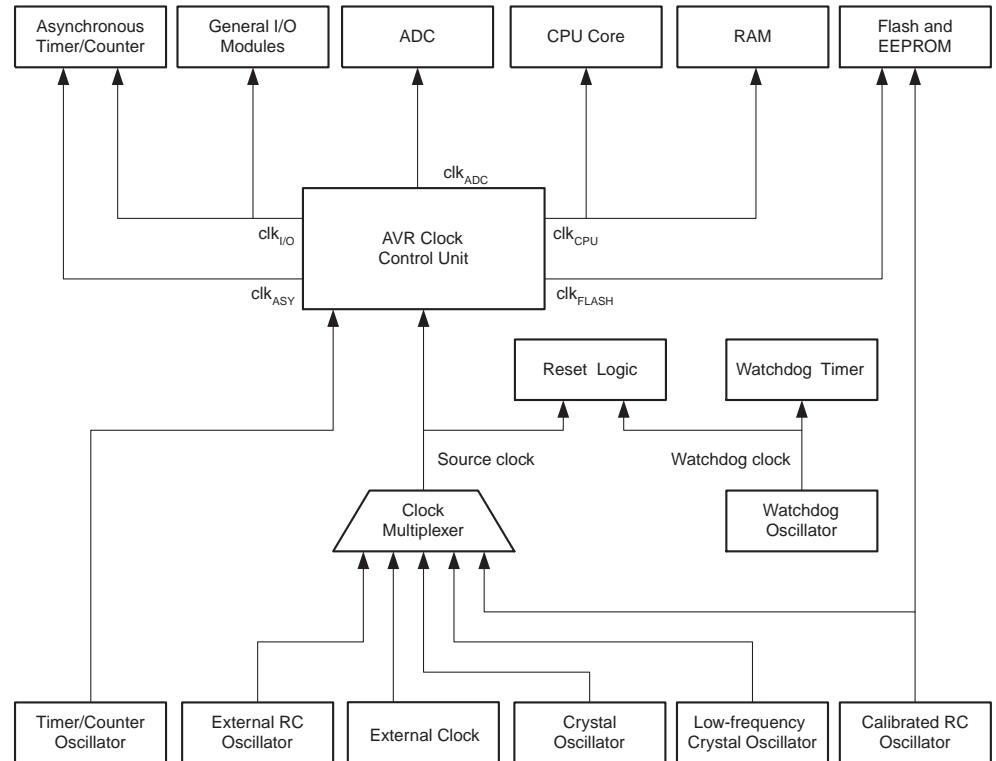 Asynchronous
Timer/Counter
General I/O
Modules
ADC
CPU Core
RAM
Flash and
EEPROM
clkADC
clkI/O
AVR Clock
Control Unit
clkCPU
clkASY
clkFLASH
Reset Logic
Watchdog Timer
Source clock
Watchdog clock
Clock
Multiplexer
Watchdog
Oscillator
Timer/Counter
Oscillator
External RC
Oscillator
External Clock
Crystal
Oscillator
Low-frequency
Crystal Oscillator
Calibrated RC
Oscillator